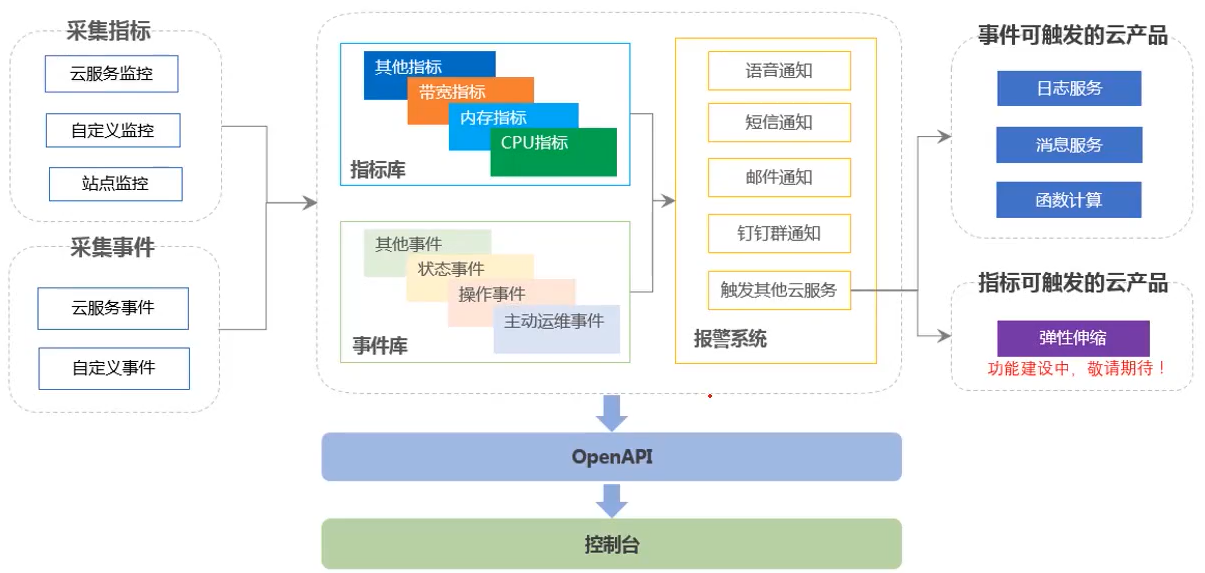 采集指标
云服务监控
自定义监控
站点监控
采集事件
云服务事件
自定义事件
其他指标
带宽指标
内存指标
CPU指标
指标库
其他事件
状态事件
操作事件
主动运维事件
事件库
语音通知
短信通知
邮件通知
钉钉群通知
触发其他云服务
报警系统
事件可触发的云产品
日志服务
消息服务
函数计算
指标可触发的云产品
弹性伸缩
功能建设中，敬请期待！
OpenAPI
控制台